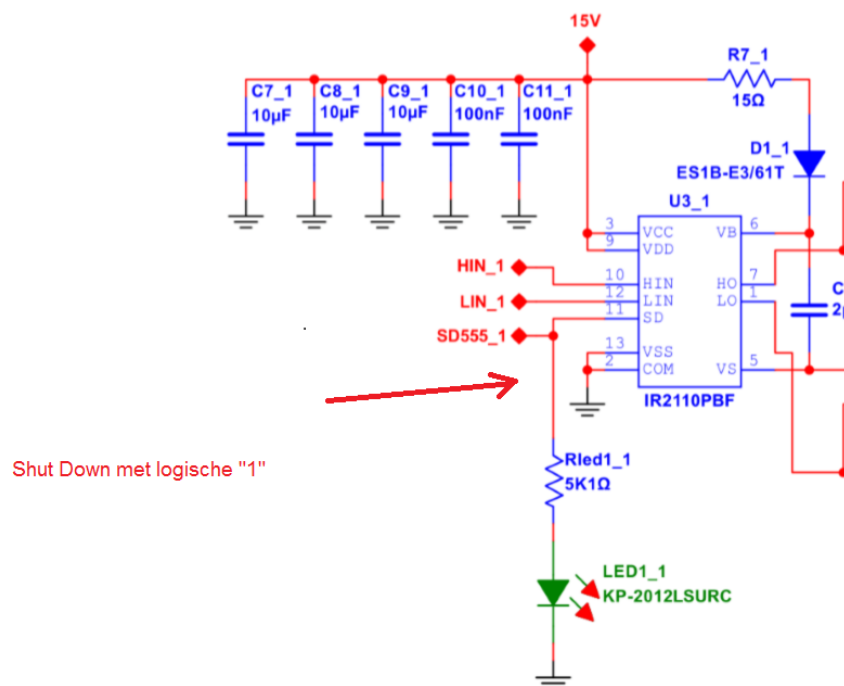 15V
R7_1
15Ω
C7_1
10µF
C8_1
10µF
C9_1
10µF
C10_1
100nF
C11_1
100nF
D1_1
ES1B-E3/61T
U3_1
3
VCC
VB
6
9
VDD
HIN_1
10
HIN
HO
7
LIN_1
12
LIN
LO
1
11
SD
SD555_1
13
VSS
2
COM
VS
5
IR2110PBF
C
Shut Down met logische "1"
Rled1_1
5K1Ω
LED1_1
KP-2012LSURC